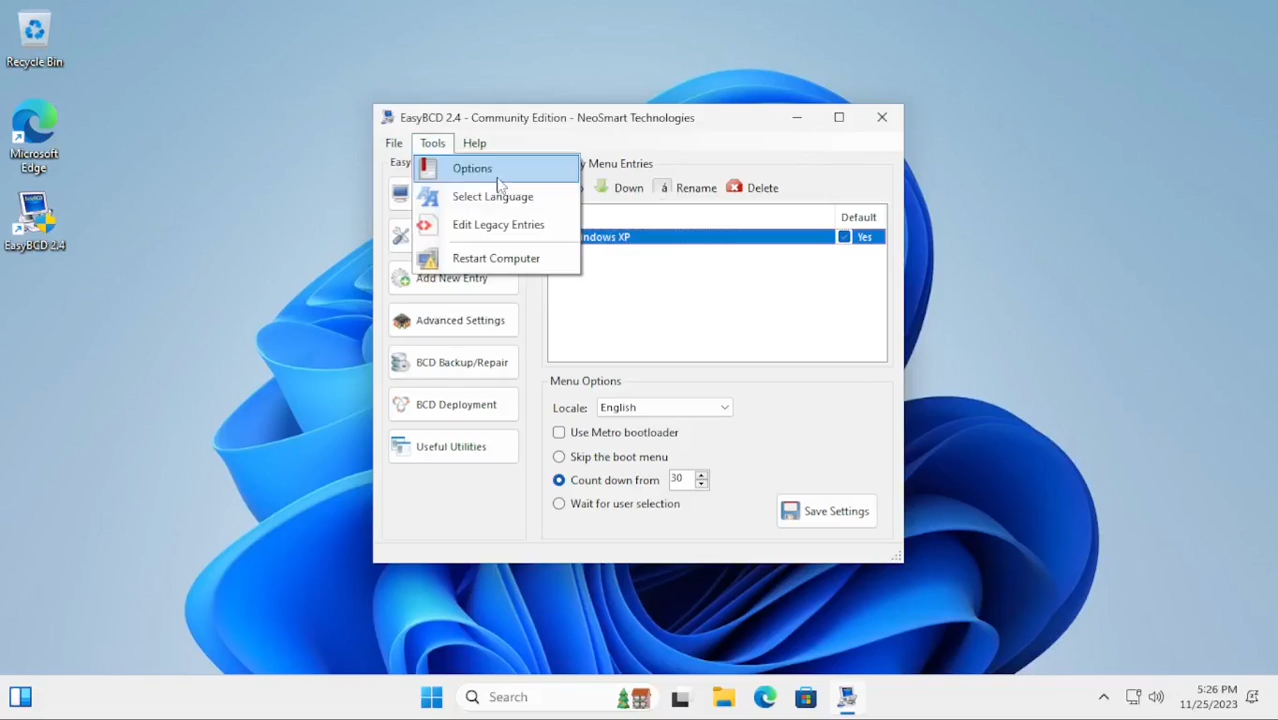 Recycle Bin
Microsoft
Edge
EasyBCD 2.4
EasyBCD 2.4 - Community Edition - NeoSmart Technologies
File Tools Help
Options
Select Language
Edit Legacy Entries
Restart Computer
Easy
Add New Entry
Advanced Settings
BCD Backup/Repair
BCD Deployment
Useful Utilities
y Menu Entries
Down á Rename Delete
Default
ndows XP Yes
Menu Options
Locale: English
Use Metro bootloader
Skip the boot menu
Count down from 30
Wait for user selection
Save Settings
Search
5:26 PM
11/25/2023